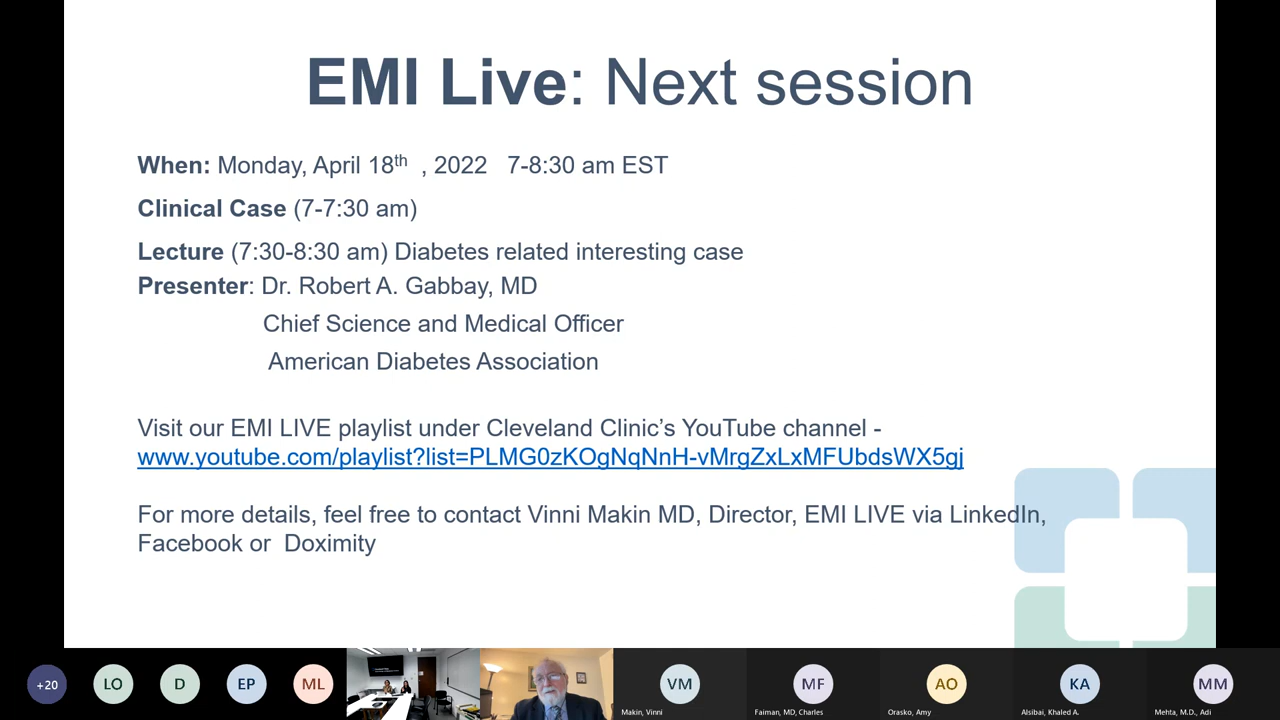 EMI Live: Next session
When: Monday, April 18th , 2022 7-8:30 am EST
Clinical Case (7-7:30 am)
Lecture (7:30-8:30 am) Diabetes related interesting case
Presenter: Dr. Robert A. Gabbay, MD
Chief Science and Medical Officer
American Diabetes Association
Visit our EMI LIVE playlist under Cleveland Clinic’s YouTube channel -
www.youtube.com/playlist?list=PLMG0zKOgNqNnH-vMrgZxLxMFUbdsWX5gj
For more details, feel free to contact Vinni Makin MD, Director, EMI LIVE via LinkedIn,
Facebook or Doximity
+20 LO D EP ML VM MF AO KA MM
Makin, Vinni Faiman, MD, Charles Orasko, Amy Alsibai, Khaled A. Mehta, M.D., Adi